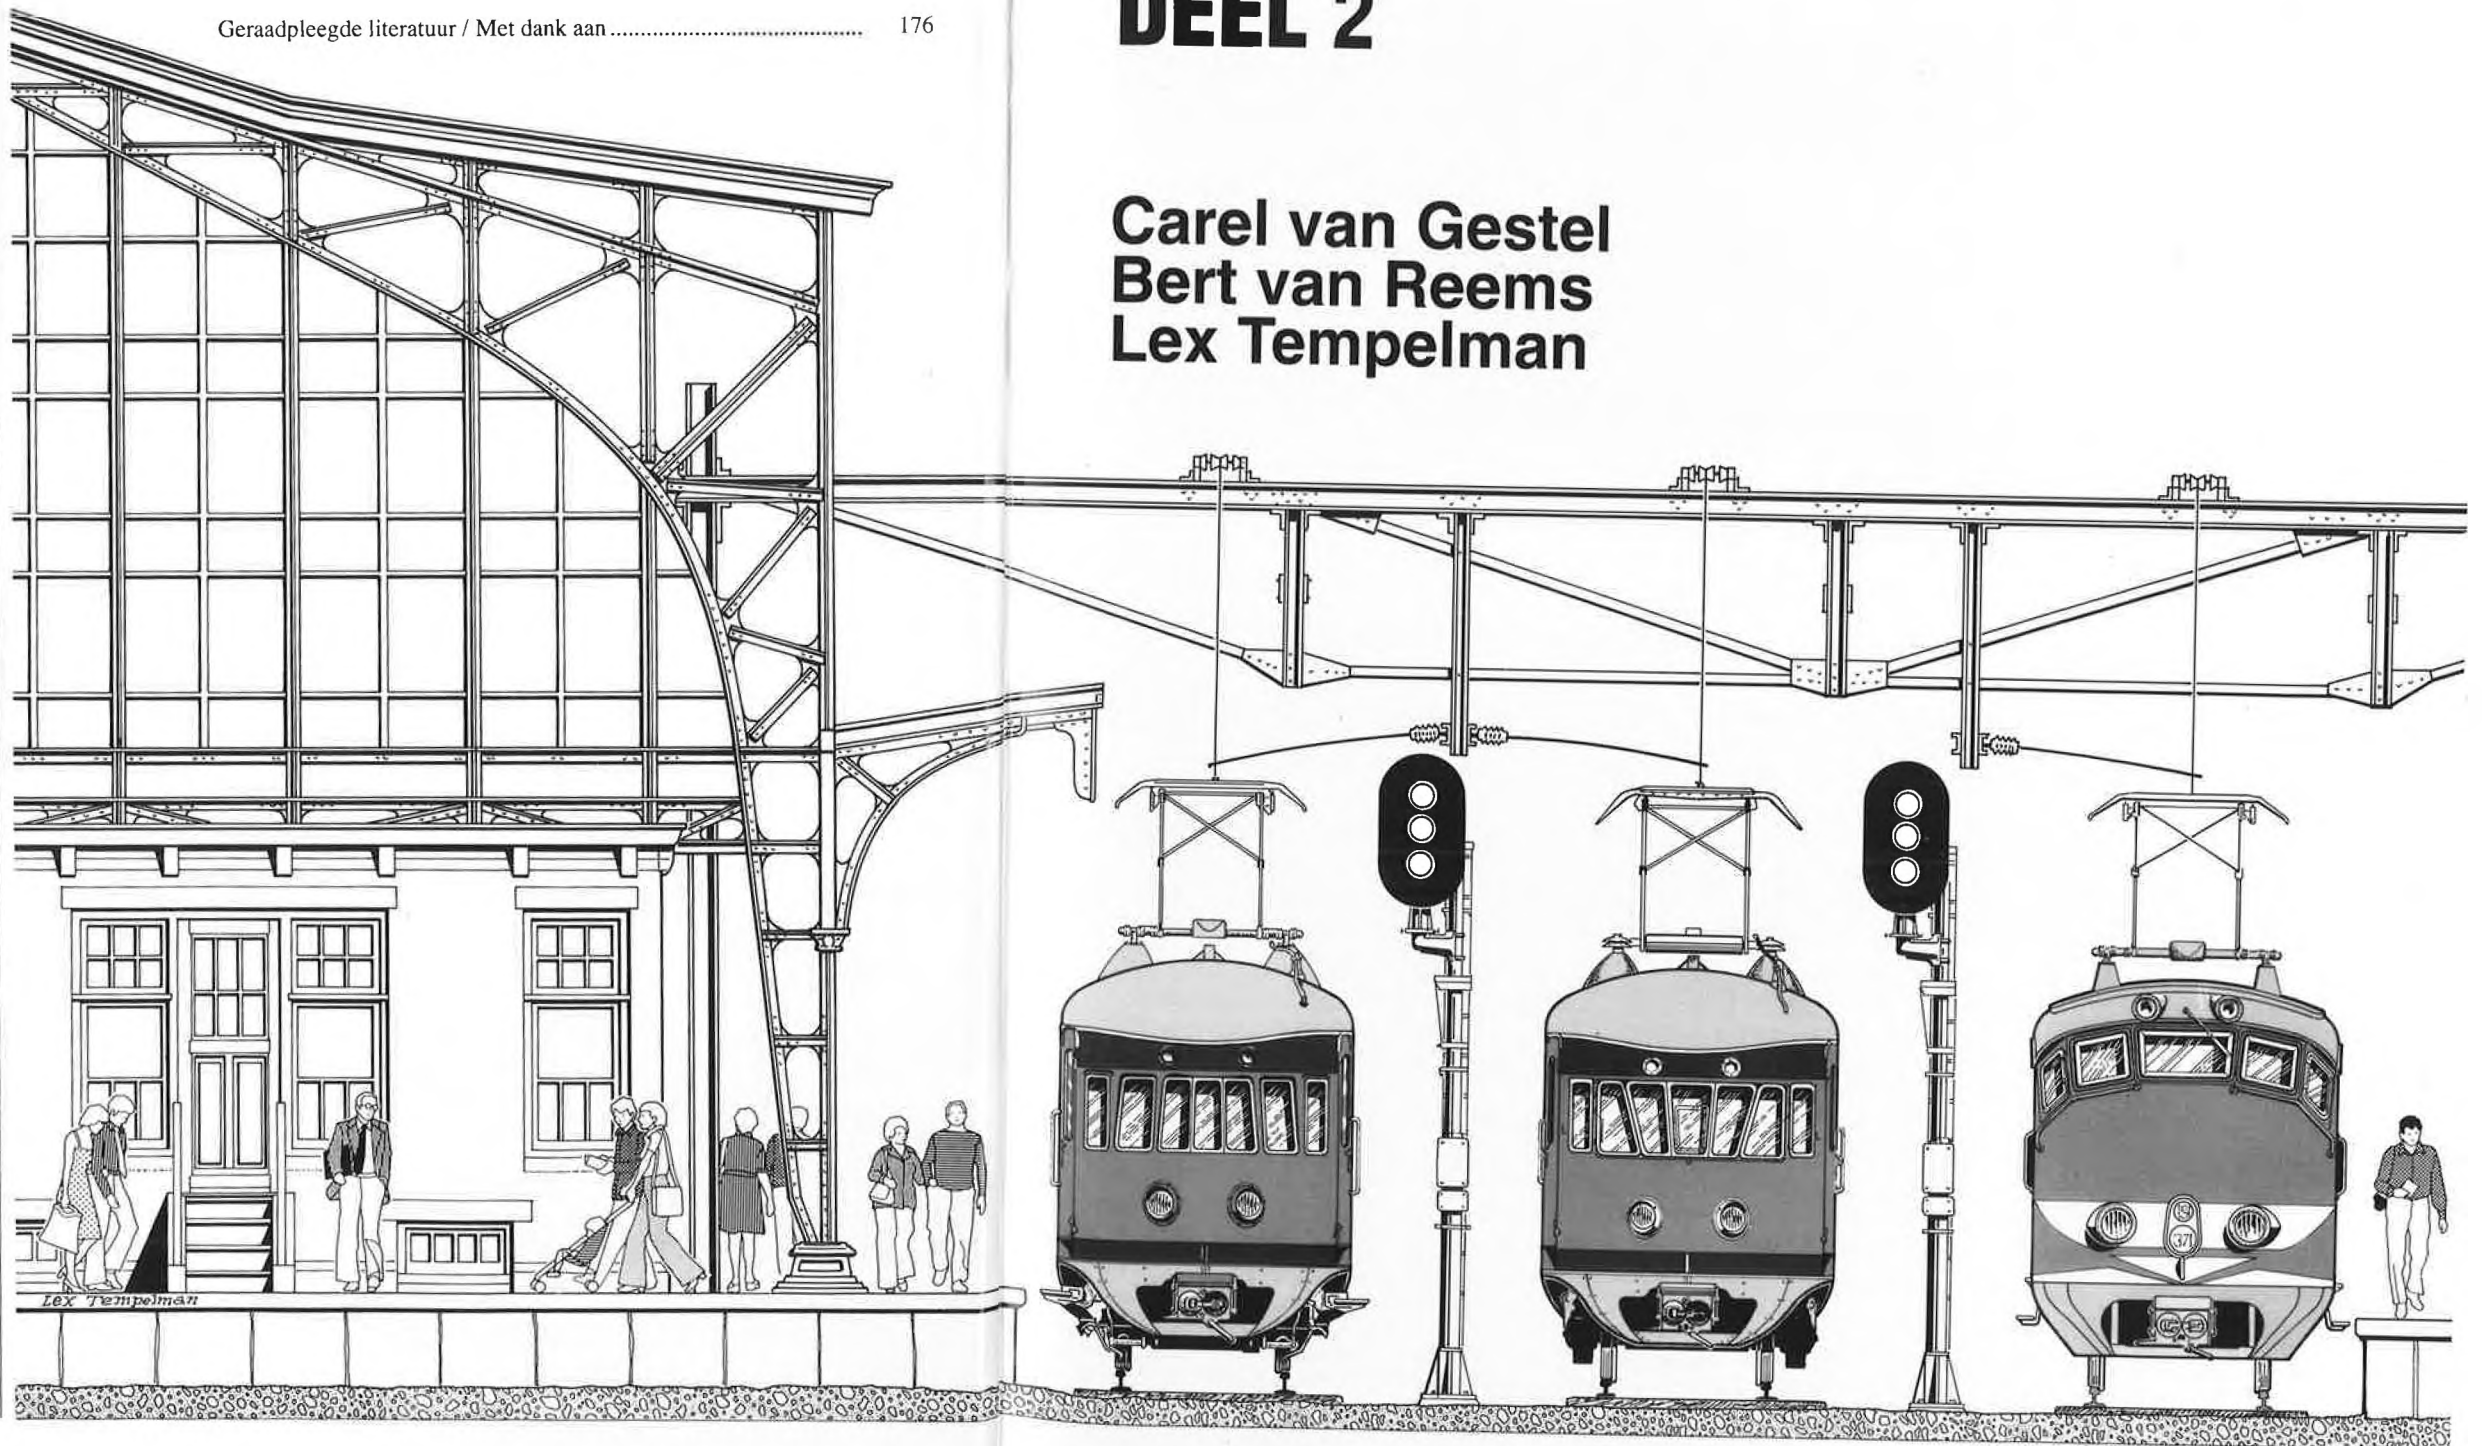 Geraadpleegde literatuur / Met dank aan .......................................... 176
DEEL 2
Carel van Gestel
Bert van Reems
Lex Tempelman
Lex Tempelman
19
371